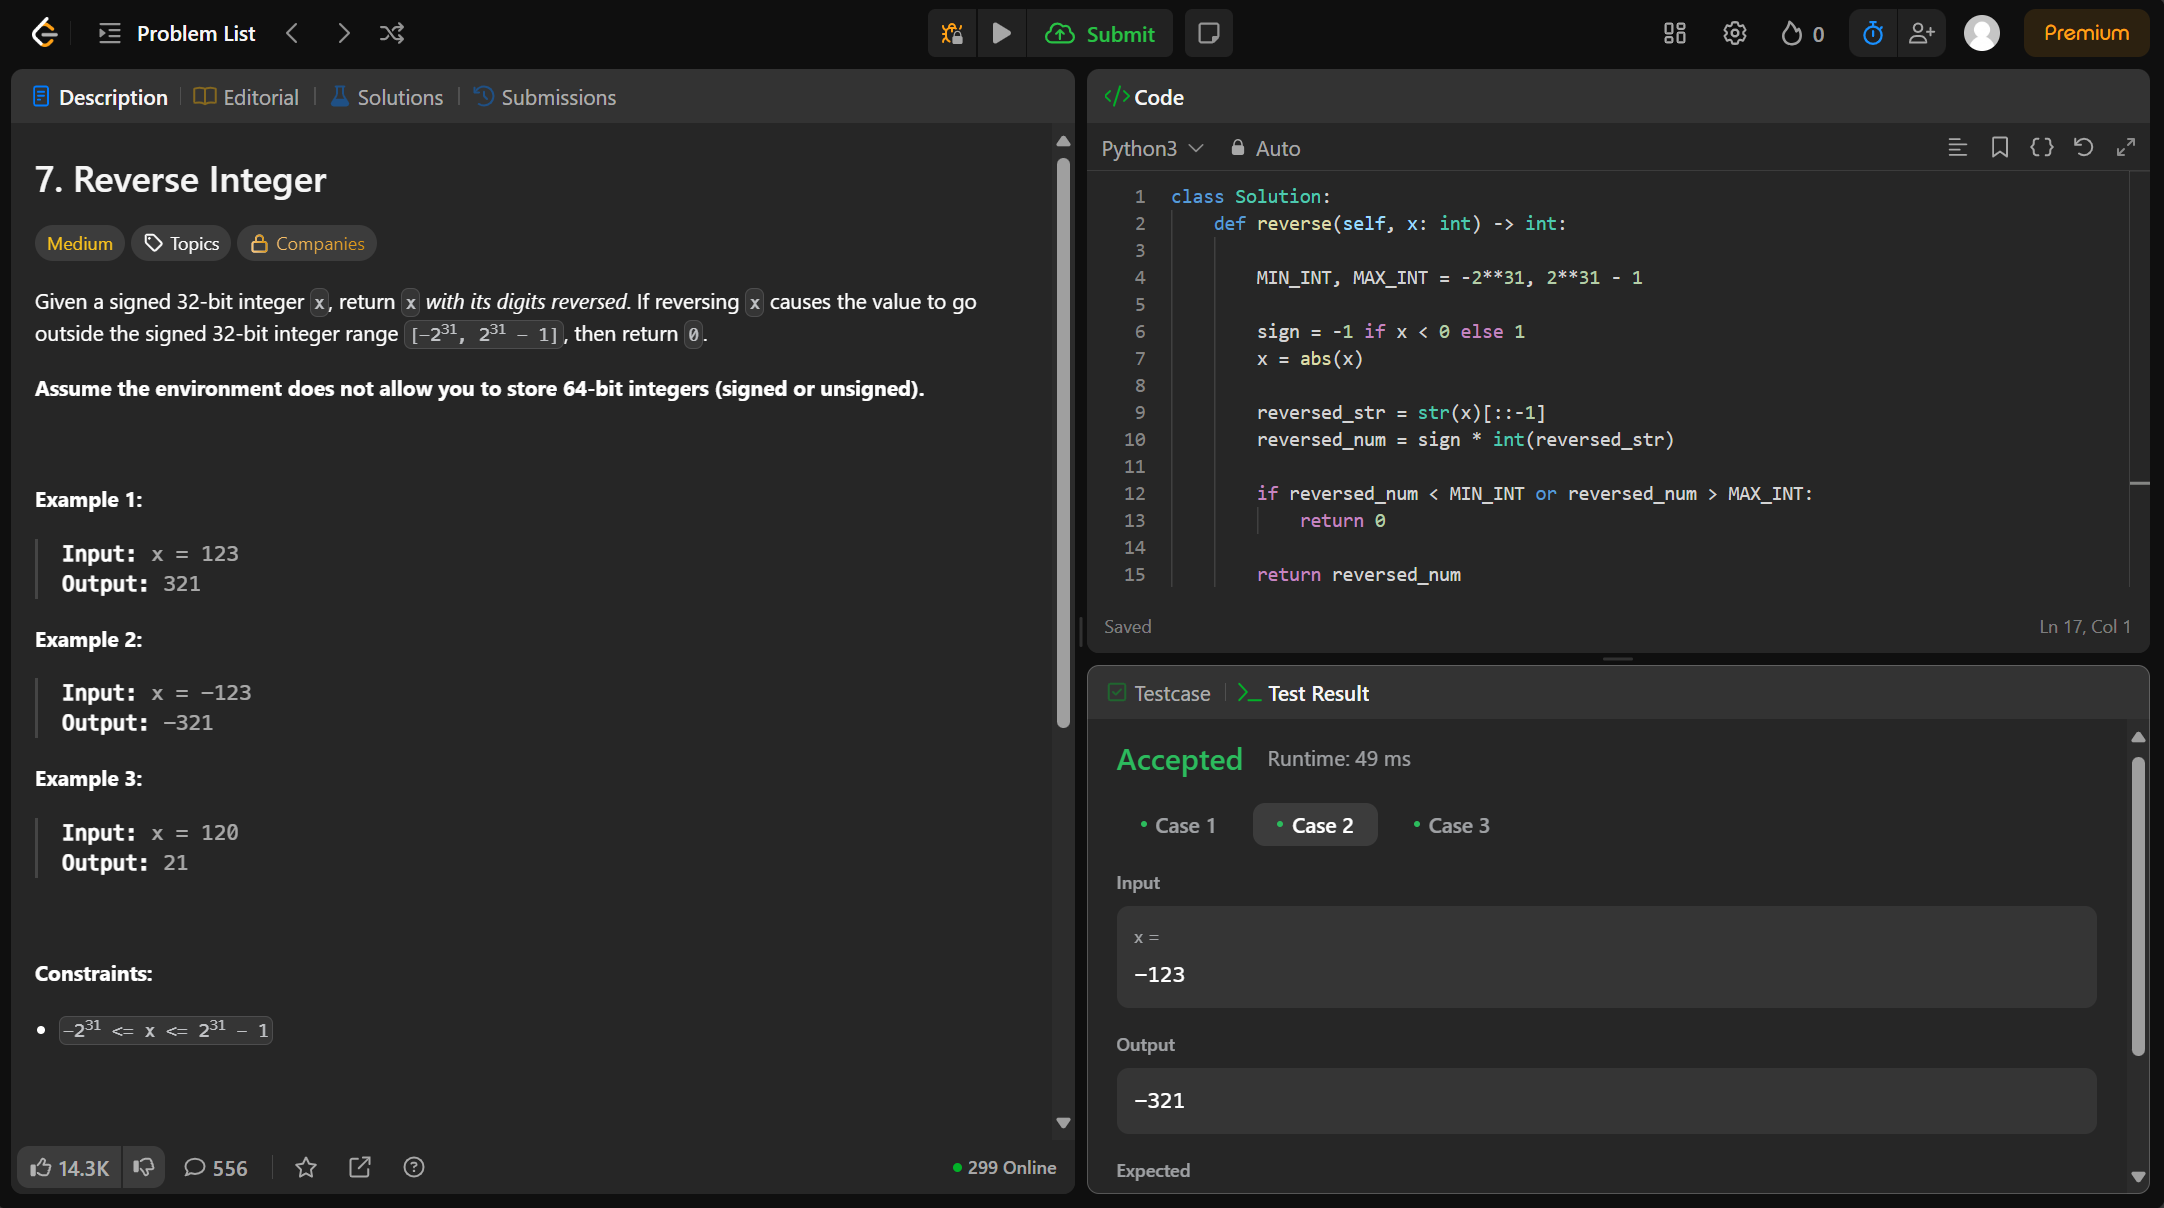 Problem List
Submit
0
Premium
Description
Editorial
Solutions
Submissions
7. Reverse Integer
Medium
Topics
Companies
Given a signed 32-bit integer x, return x with its digits reversed. If reversing x causes the value to go
outside the signed 32-bit integer range [-2³¹, 2³¹ - 1], then return 0.
Assume the environment does not allow you to store 64-bit integers (signed or unsigned).
Example 1:
Input: x = 123
Output: 321
Example 2:
Input: x = -123
Output: -321
Example 3:
Input: x = 120
Output: 21
Constraints:
• -2³¹ <= x <= 2³¹ - 1
14.3K
556
299 Online
</> Code
Python3
Auto
1 class Solution:
2     def reverse(self, x: int) -> int:
3
4         MIN_INT, MAX_INT = -2**31, 2**31 - 1
5
6         sign = -1 if x < 0 else 1
7         x = abs(x)
8
9         reversed_str = str(x)[::-1]
10         reversed_num = sign * int(reversed_str)
11
12         if reversed_num < MIN_INT or reversed_num > MAX_INT:
13             return 0
14
15         return reversed_num
Saved
Ln 17, Col 1
Testcase
>_ Test Result
Accepted
Runtime: 49 ms
• Case 1
• Case 2
• Case 3
Input
x =
-123
Output
-321
Expected